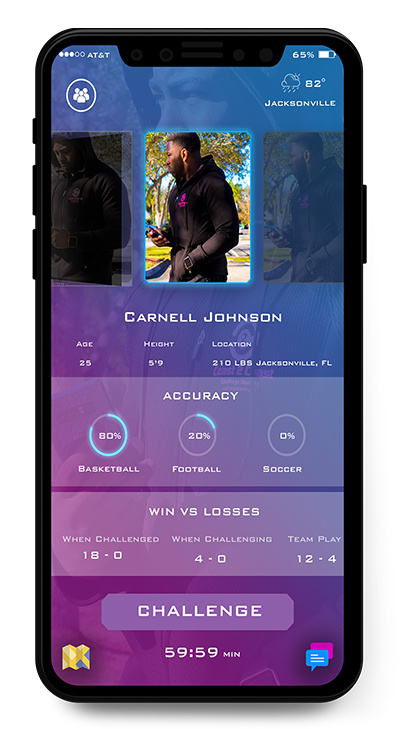 AT&T 65%
82°
Jacksonville
Carnell Johnson
Age Height Location
25 5'9 210 LBS Jacksonville, FL
ACCURACY
80% 20% 0%
Basketball Football Soccer
WIN VS LOSSES
When Challenged When Challenging Team Play
18 - 0 4 - 0 12 - 4
CHALLENGE
59:59 MIN